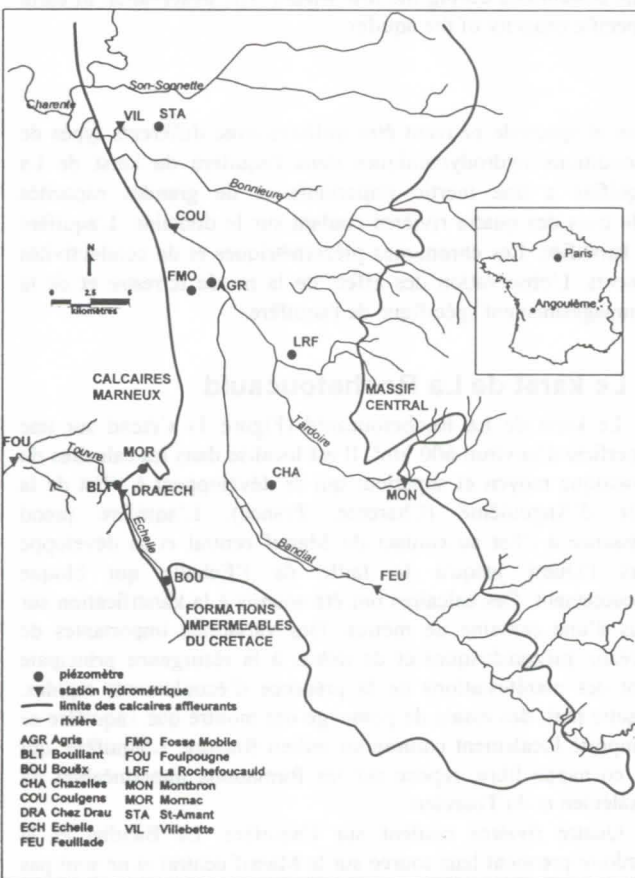 Son-Sonnette
Charente
VIL STA
Bonnieure
COU
N
FMO AGR
0 2.5
kilomètres
Paris
Angoulême
LRF
CALCAIRES
MARNEUX
MASSIF
CENTRAL
Tardoire
FOU
Touvre
MOR
CHA
MON
BLT DRA/ECH
Echelle
Bandiat
BOU
FEU
FORMATIONS
IMPERMEABLES
EN SURFACE
piézomètre
station hydrométrique
limite des calcaires affleurants
rivière
AGR Agris FMO Fosse Mobile
BLT Bouillant FOU Foulpougne
BOU Bouëx LRF La Rochefoucauld
CHA Chazelles MON Montbron
COU Coulgens MOR Mornac
DRA Chez Drau STA St-Amant
ECH Echelle VIL Villebette
FEU Feuillade